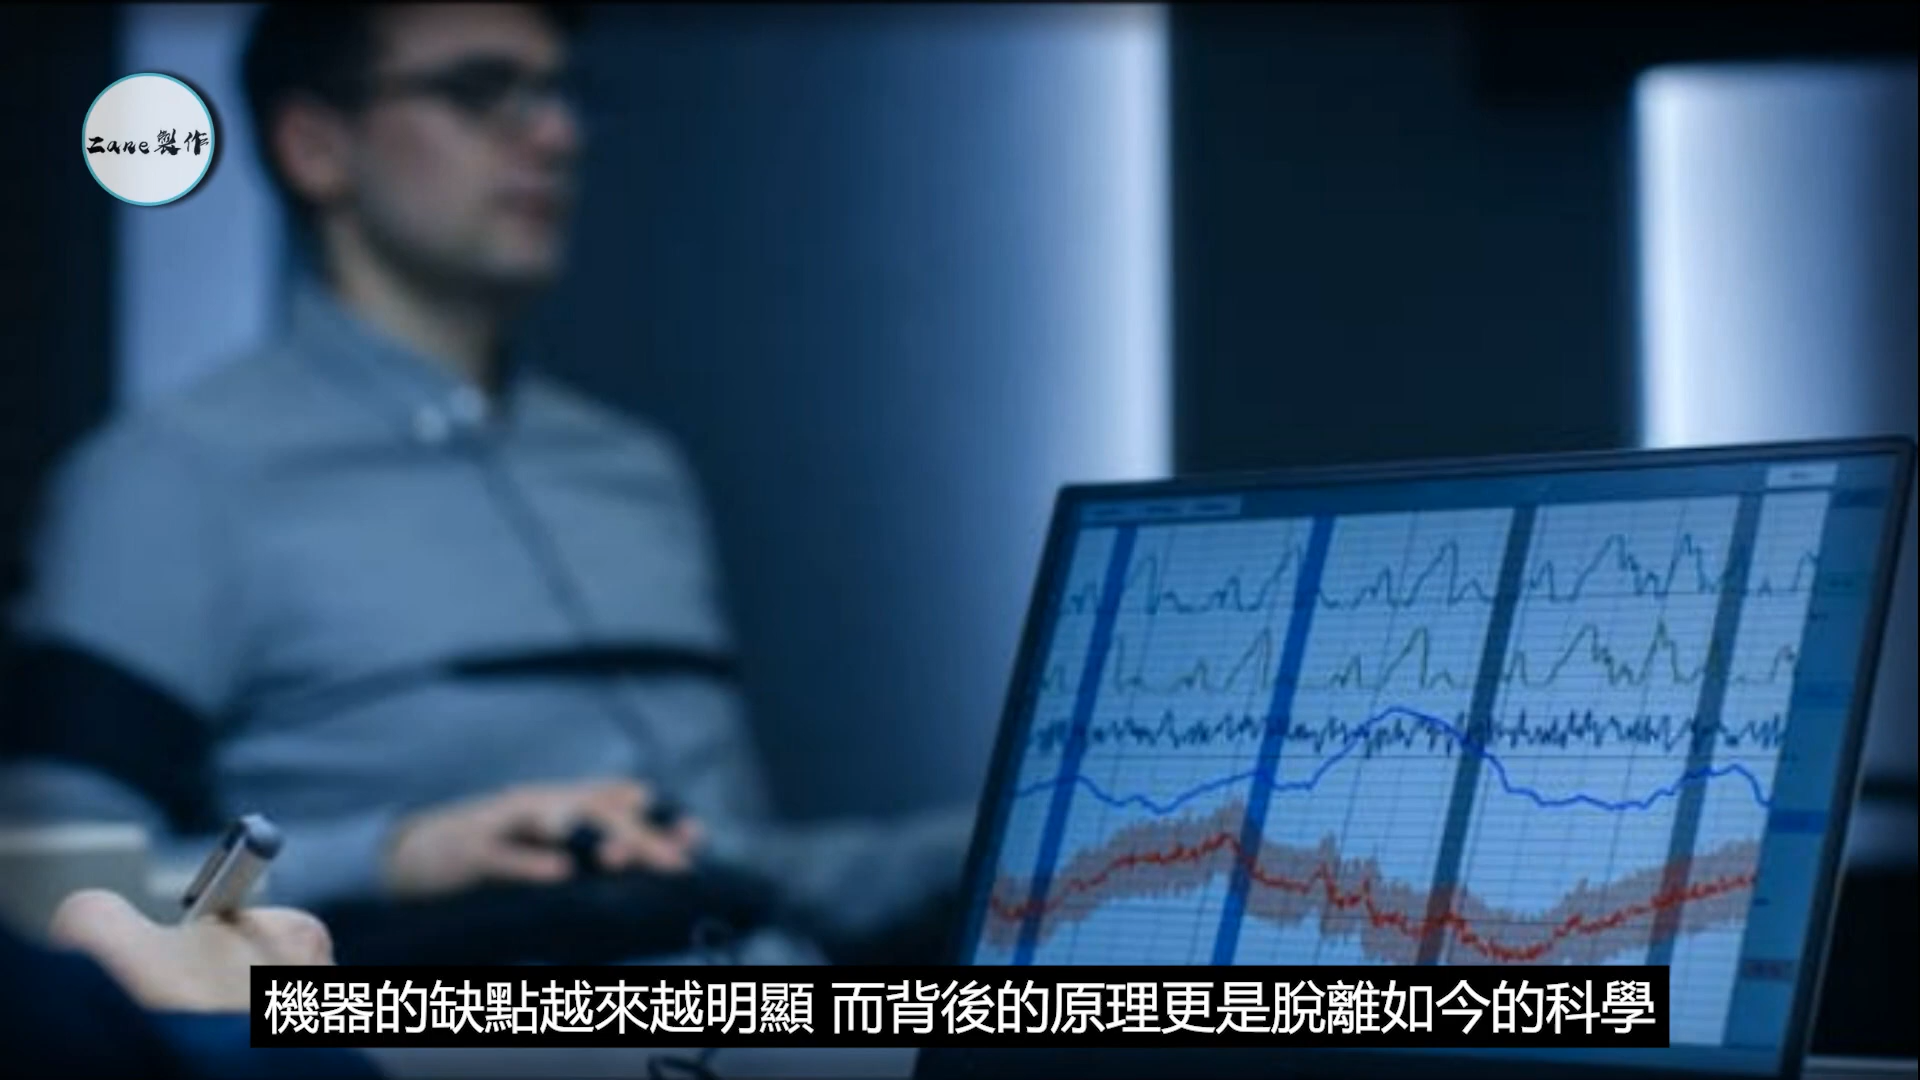 Zane製作
機器的缺點越來越明顯 而背後的原理更是脫離如今的科學